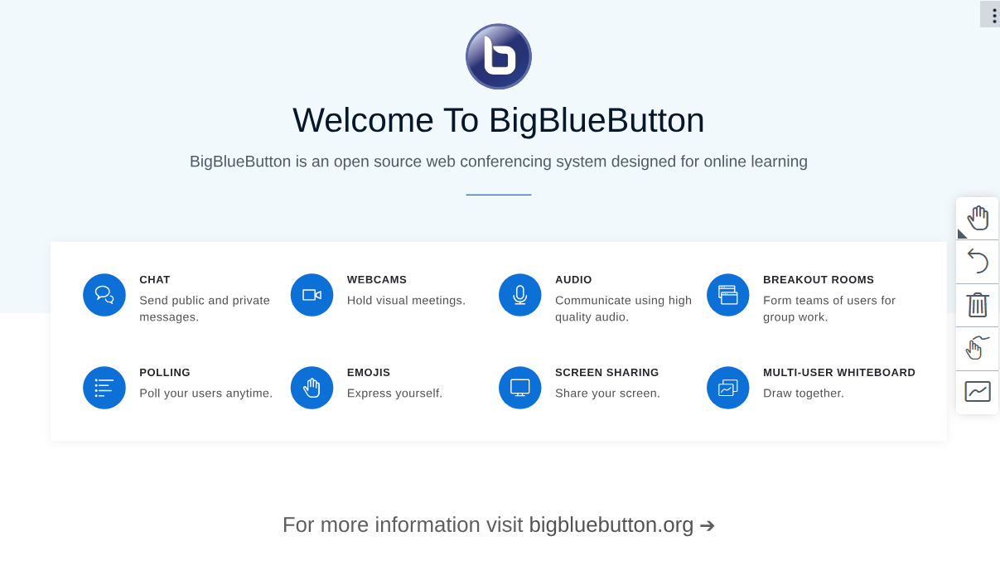 Welcome To BigBlueButton
BigBlueButton is an open source web conferencing system designed for online learning
CHAT
Send public and private
messages.
WEBCAMS
Hold visual meetings.
AUDIO
Communicate using high
quality audio.
BREAKOUT ROOMS
Form teams of users for
group work.
POLLING
Poll your users anytime.
EMOJIS
Express yourself.
SCREEN SHARING
Share your screen.
MULTI-USER WHITEBOARD
Draw together.
For more information visit bigbluebutton.org ➔